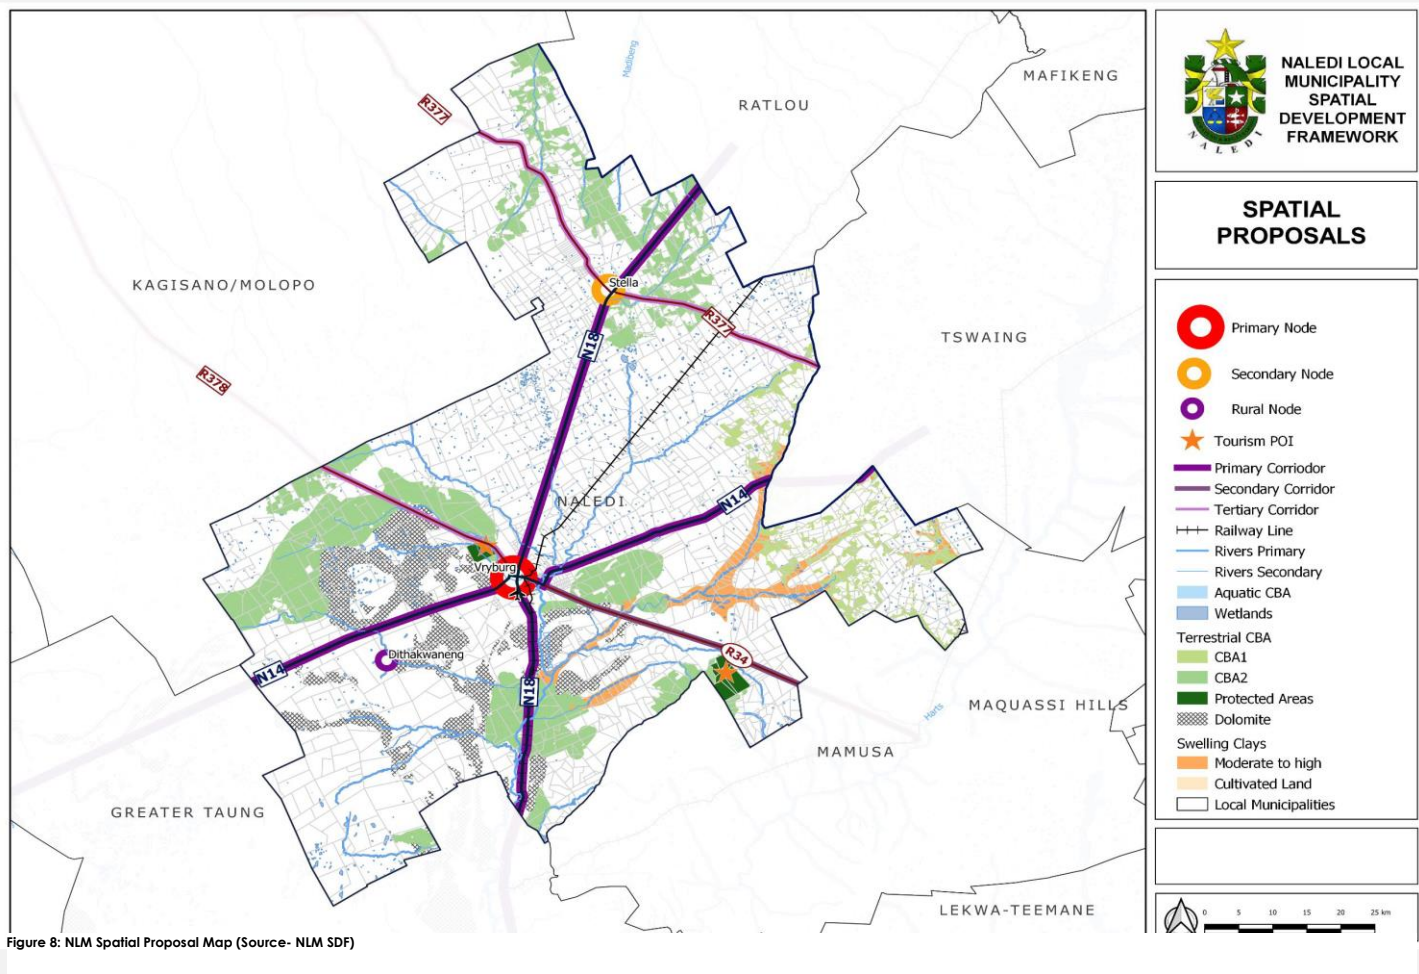 MAFIKENG
RATLOU
Madibeng
R377
KAGISANO/MOLOPO
Stella
N18
R377
TSWAING
R378
NALEDI
N14
Vryburg
Dithakwaneng
N14
N18
R34
Harts
MAQUASSI HILLS
MAMUSA
GREATER TAUNG
LEKWA-TEEMANE
NALEDI LOCAL
MUNICIPALITY
SPATIAL
DEVELOPMENT
FRAMEWORK
NALEDI
SPATIAL
PROPOSALS
Primary Node
Secondary Node
Rural Node
Tourism POI
Primary Corriodor
Secondary Corridor
Tertiary Corridor
Railway Line
Rivers Primary
Rivers Secondary
Aquatic CBA
Wetlands
Terrestrial CBA
CBA1
CBA2
Protected Areas
Dolomite
Swelling Clays
Moderate to high
Cultivated Land
Local Municipalities
0 5 10 15 20 25 km
Figure 8: NLM Spatial Proposal Map (Source- NLM SDF)